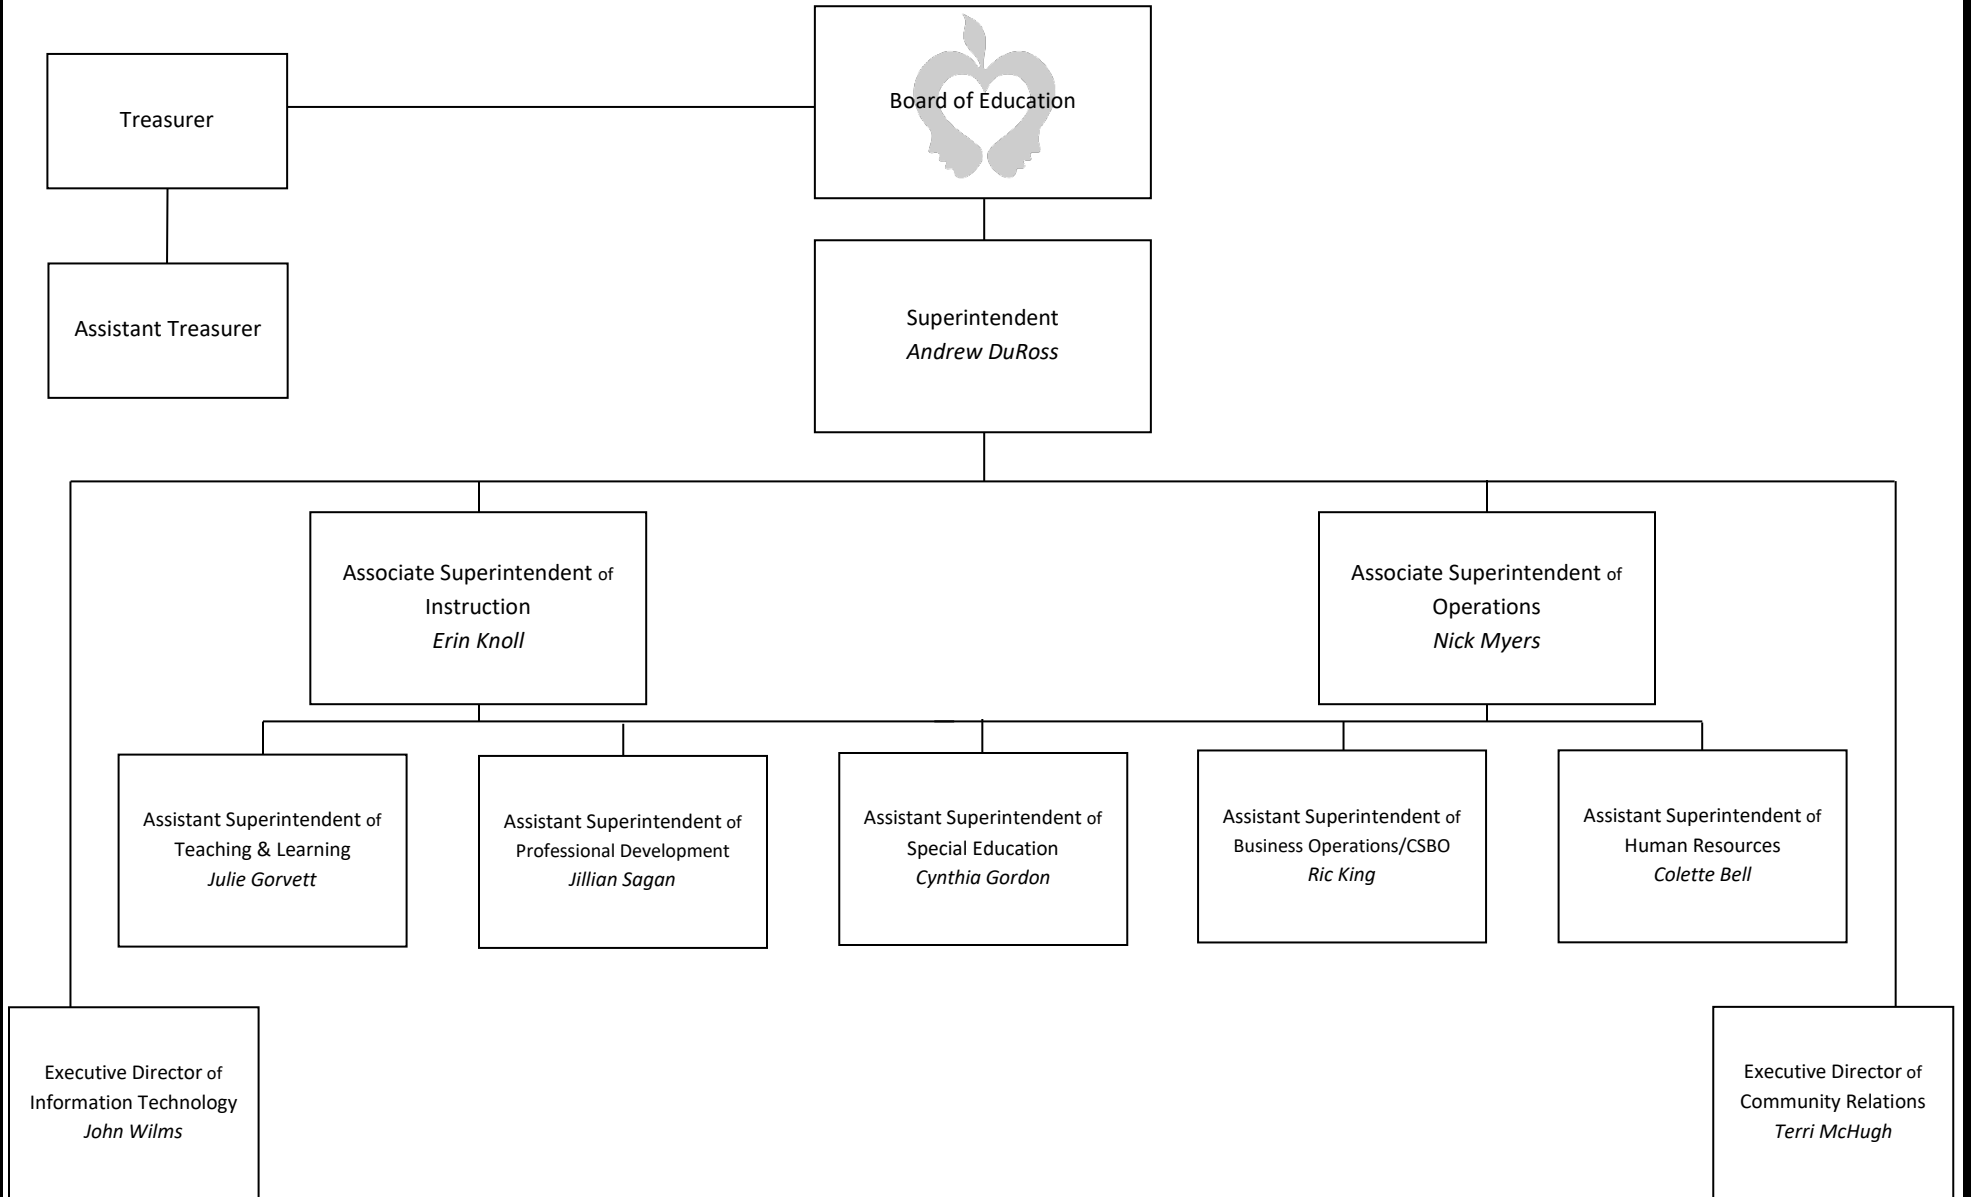 Board of Education
Treasurer
Assistant Treasurer
Superintendent
Andrew DuRoss
Associate Superintendent of
Instruction
Erin Knoll
Associate Superintendent of
Operations
Nick Myers
Assistant Superintendent of
Teaching & Learning
Julie Gorvett
Assistant Superintendent of
Professional Development
Jillian Sagan
Assistant Superintendent of
Special Education
Cynthia Gordon
Assistant Superintendent of
Business Operations/CSBO
Ric King
Assistant Superintendent of
Human Resources
Colette Bell
Executive Director of
Information Technology
John Wilms
Executive Director of
Community Relations
Terri McHugh